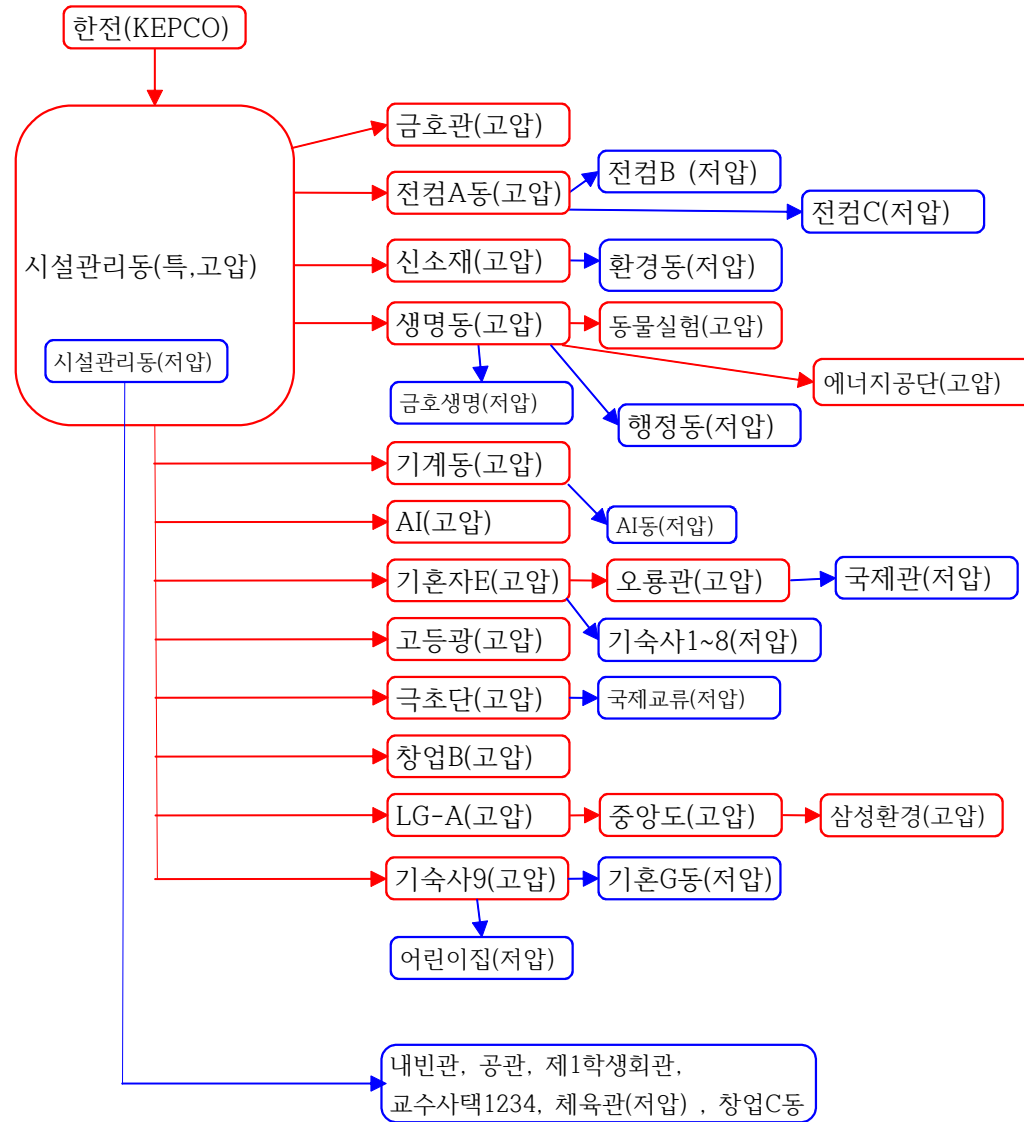 한전(KEPCO)
금호관(고압)
전컴A동(고압)
전컴B (저압)
전컴C(저압)
시설관리동(특,고압)
신소재(고압)
환경동(저압)
생명동(고압)
동물실험(고압)
시설관리동(저압)
에너지공단(고압)
금호생명(저압)
행정동(저압)
기계동(고압)
AI(고압)
AI동(저압)
기혼자E(고압)
오룡관(고압)
국제관(저압)
고등광(고압)
기숙사1~8(저압)
극초단(고압)
국제교류(저압)
창업B(고압)
LG-A(고압)
중앙도(고압)
삼성환경(고압)
기숙사9(고압)
기혼G동(저압)
어린이집(저압)
내빈관, 공관, 제1학생회관,
교수사택1234, 체육관(저압) , 창업C동